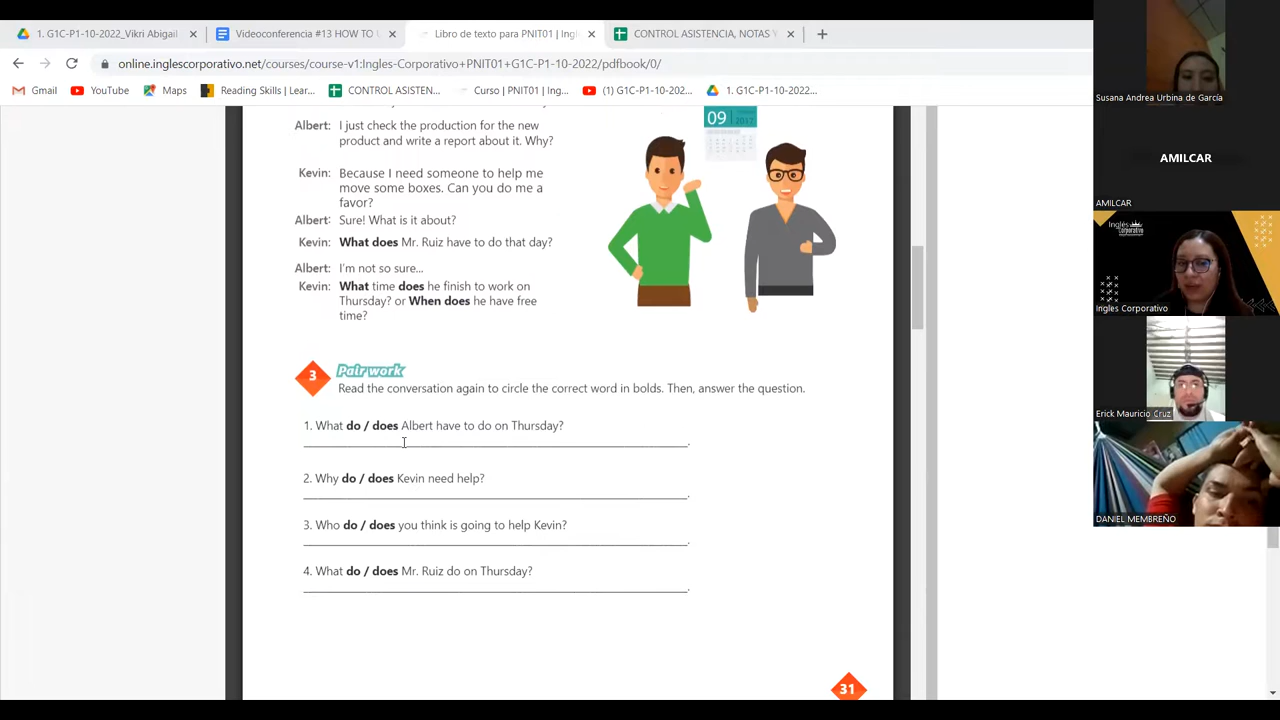 1. G1C-P1-10-2022_Vikri Abigail
Videoconferencia #13 HOW TO
Libro de texto para PNIT01 | Ingl
CONTROL ASISTENCIA, NOTAS Y
online.inglescorporativo.net/courses/course-v1:Ingles-Corporativo+PNIT01+G1C-P1-10-2022/pdfbook/0/
Gmail
YouTube
Maps
Reading Skills | Lear...
CONTROL ASISTEN...
Curso | PNIT01 | Ing...
(1) G1C-P1-10-202...
1. G1C-P1-10-2022...
09
Albert: I just check the production for the new
product and write a report about it. Why?
Kevin: Because I need someone to help me
move some boxes. Can you do me a
favor?
Albert: Sure! What is it about?
Kevin: What does Mr. Ruiz have to do that day?
Albert: I'm not so sure...
Kevin: What time does he finish to work on
Thursday? or When does he have free
time?
3
Pair work
Read the conversation again to circle the correct word in bolds. Then, answer the question.
1. What do / does Albert have to do on Thursday?
2. Why do / does Kevin need help?
3. Who do / does you think is going to help Kevin?
4. What do / does Mr. Ruiz do on Thursday?
31
Susana Andrea Urbina de García
AMILCAR
AMILCAR
Inglés
Corporativo
Ingles Corporativo
Erick Mauricio Cruz
DANIEL MEMBREÑO